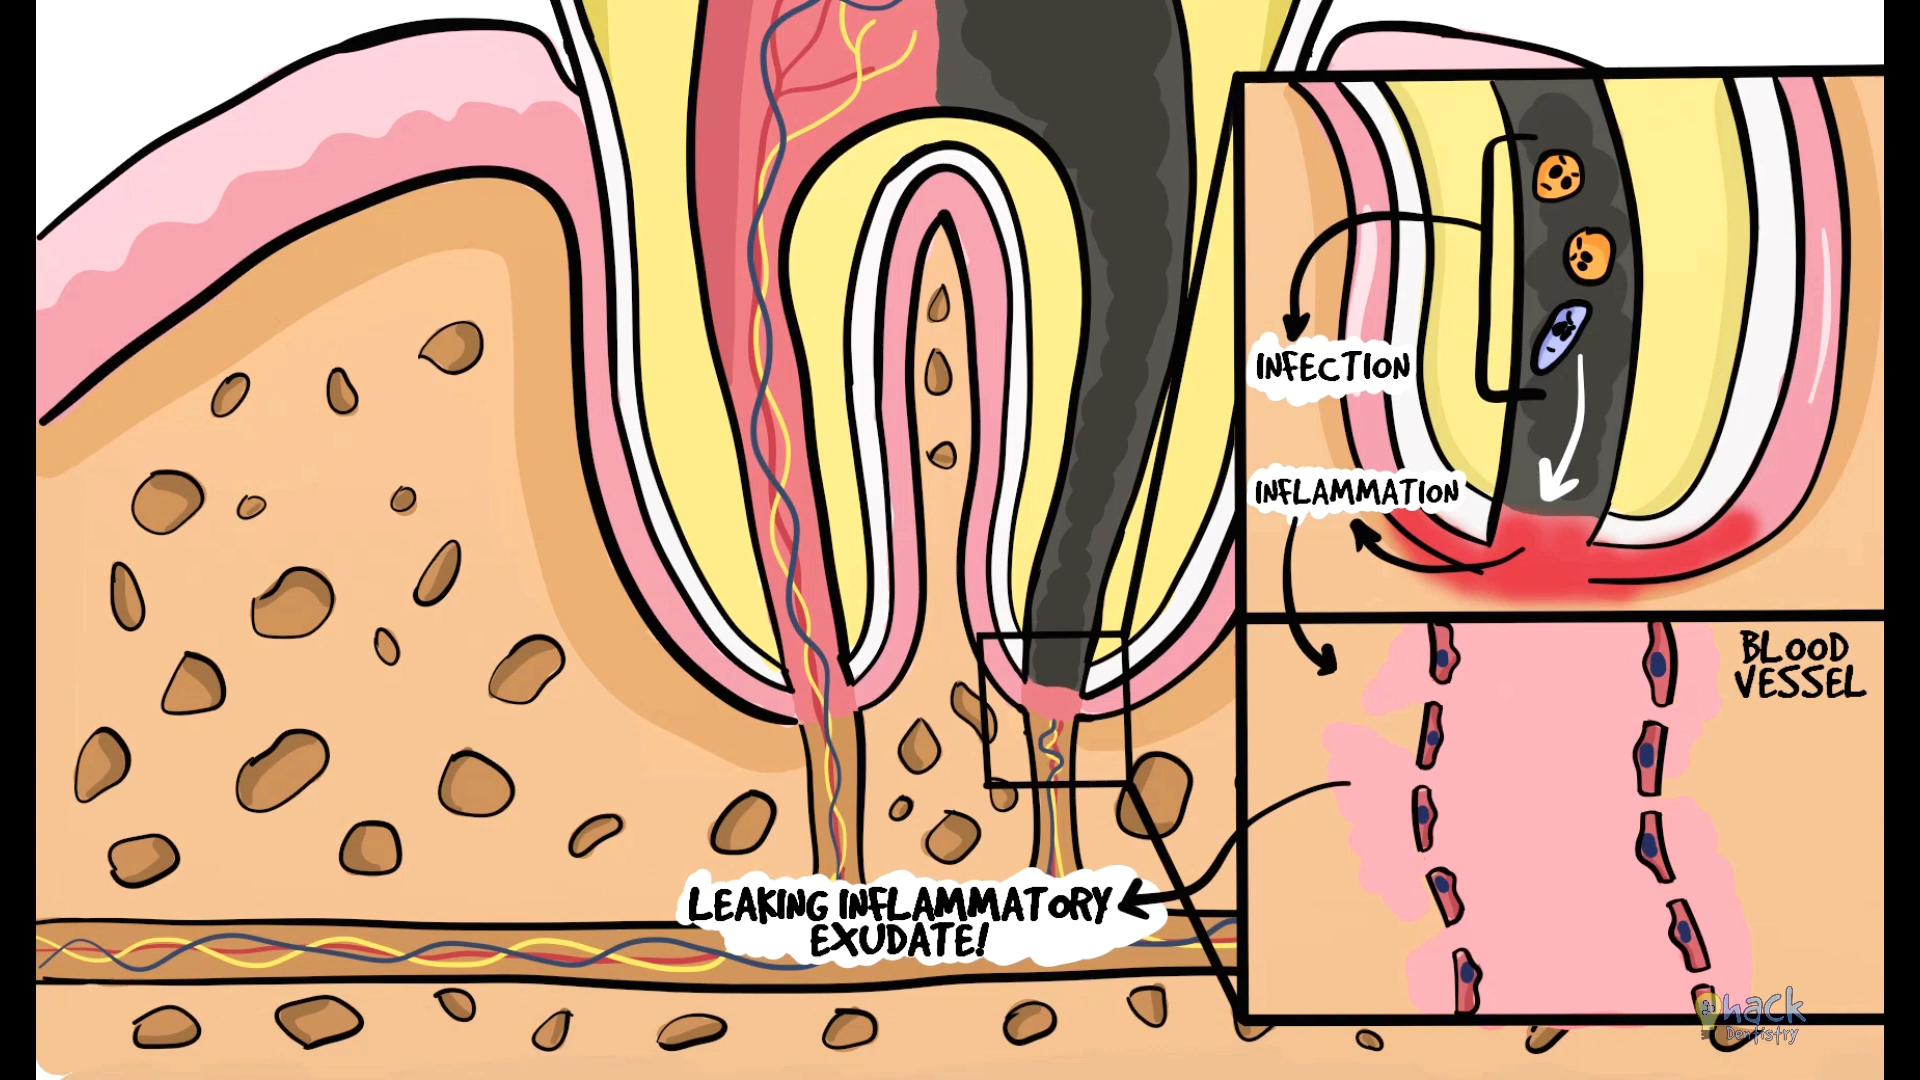 INFECTION
INFLAMMATION
BLOOD
VESSEL
LEAKING INFLAMMATORY
EXUDATE!
hack
Dentistry